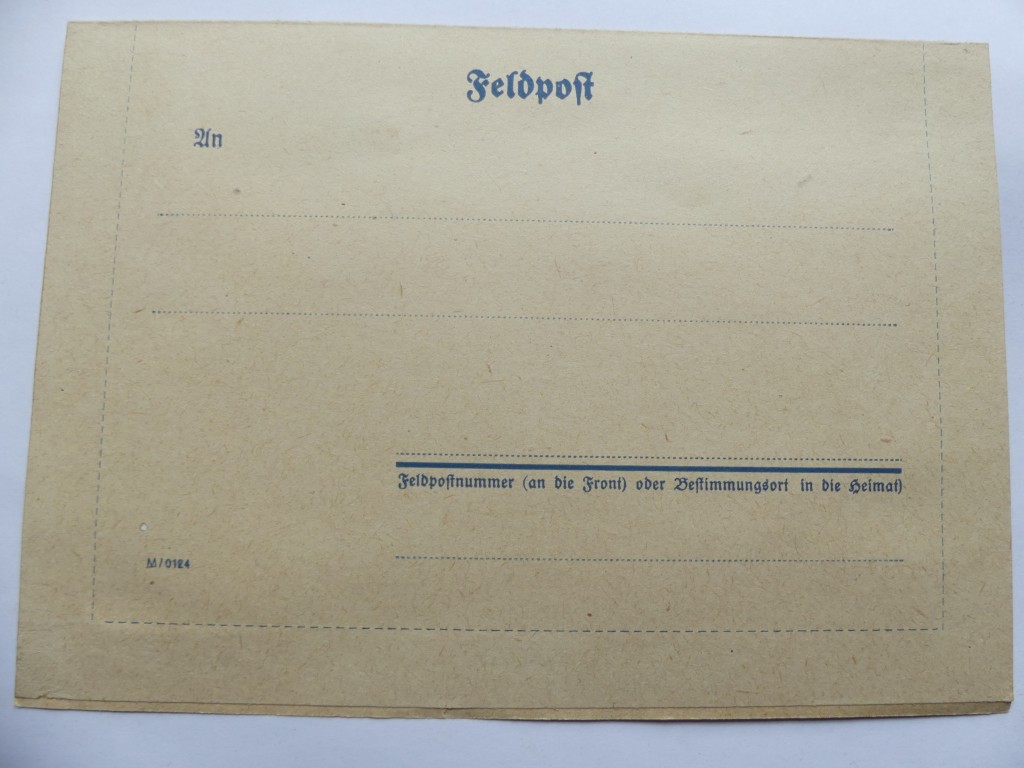 Feldpost
An
Feldpostnummer (an die Front) oder Bestimmungsort in die Heimat)
M/0124